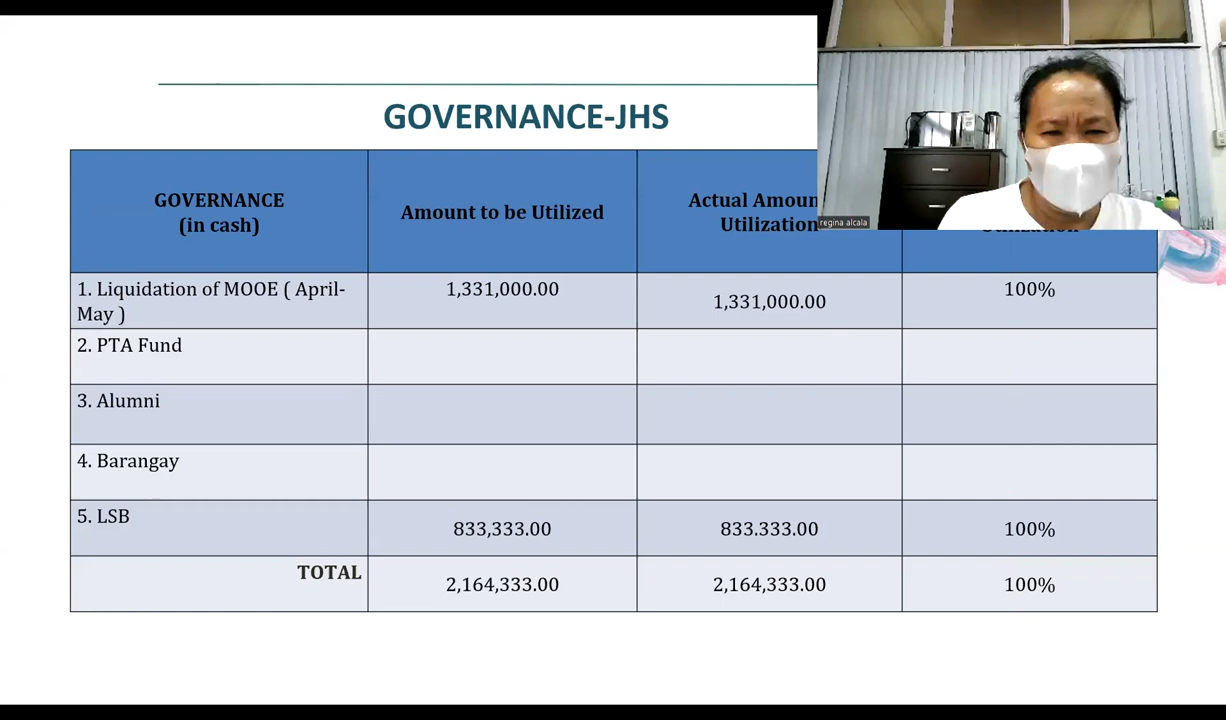 GOVERNANCE-JHS
GOVERNANCE
(in cash)
Amount to be Utilized
Actual
Utilization
Utilization
regina alcala
1. Liquidation of MOOE ( April-
May )
1,331,000.00
1,331,000.00
100%
2. PTA Fund
3. Alumni
4. Barangay
5. LSB
833,333.00
833.333.00
100%
TOTAL
2,164,333.00
2,164,333.00
100%